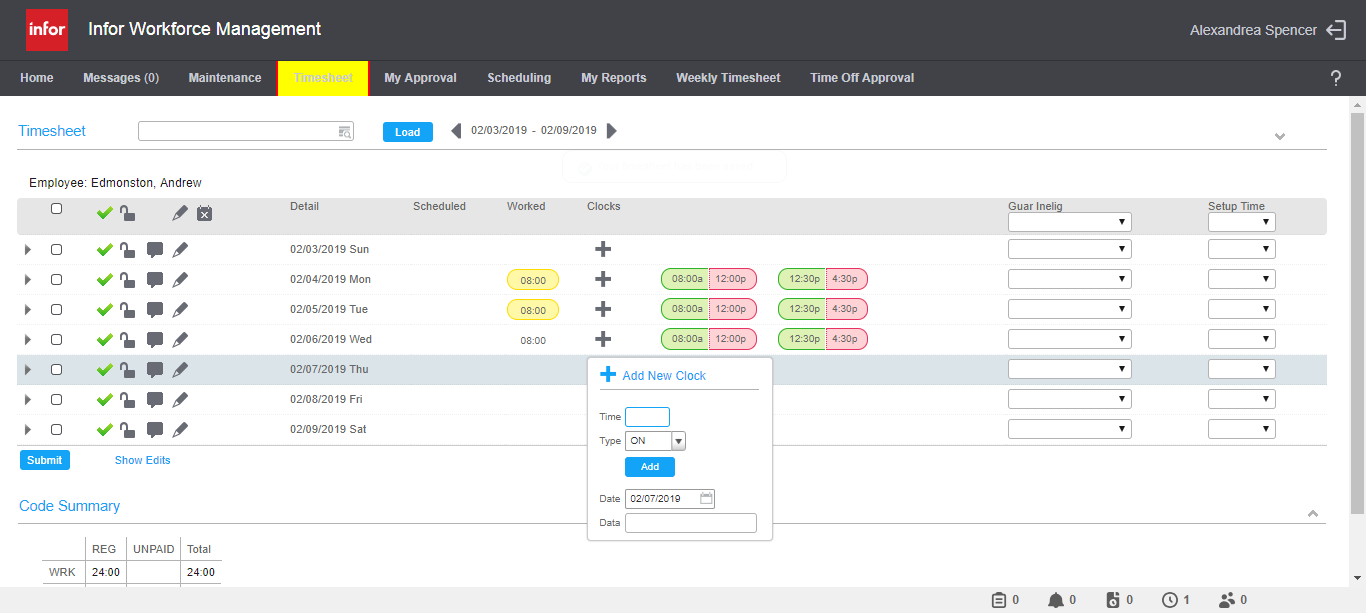 infor Infor Workforce Management Alexandrea Spencer
Home Messages (0) Maintenance Timesheet My Approval Scheduling My Reports Weekly Timesheet Time Off Approval ?
Timesheet Load 02/03/2019 - 02/09/2019
Employee: Edmonston, Andrew
Detail Scheduled Worked Clocks Guar Inelig Setup Time
02/03/2019 Sun
02/04/2019 Mon 08:00 08:00a 12:00p 12:30p 4:30p
02/05/2019 Tue 08:00 08:00a 12:00p 12:30p 4:30p
02/06/2019 Wed 08:00 08:00a 12:00p 12:30p 4:30p
02/07/2019 Thu
02/08/2019 Fri
02/09/2019 Sat
Add New Clock
Time
Type ON
Add
Date 02/07/2019
Data
Submit Show Edits
Code Summary
REG UNPAID Total
WRK 24:00 24:00
0 0 0 1 0